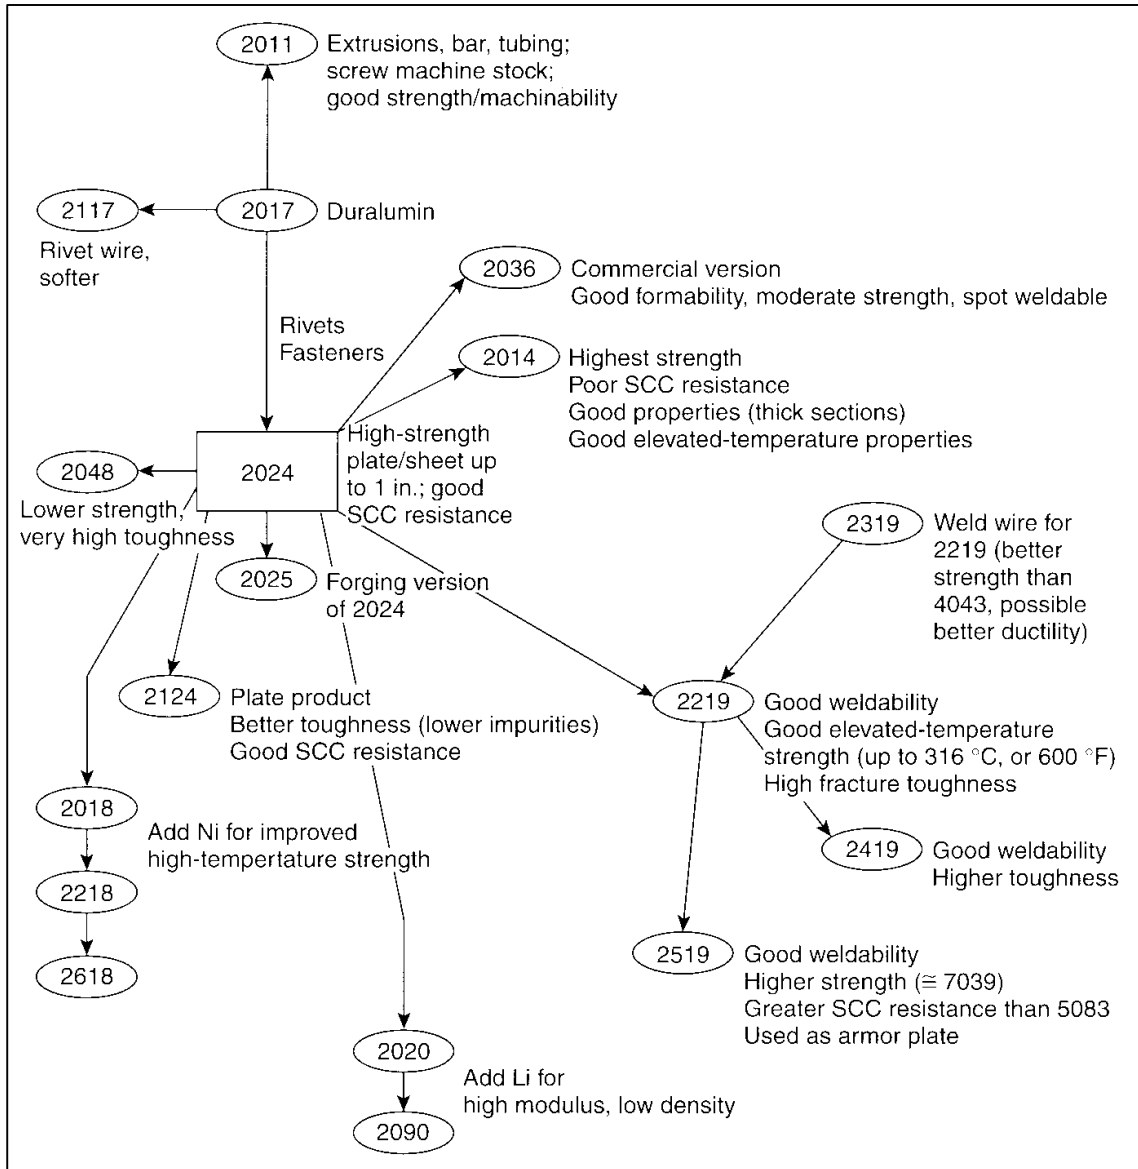 2011
Extrusions, bar, tubing;
screw machine stock;
good strength/machinability
2117
2017
Duralumin
Rivet wire,
softer
2036
Commercial version
Good formability, moderate strength, spot weldable
Rivets
Fasteners
2014
Highest strength
Poor SCC resistance
Good properties (thick sections)
Good elevated-temperature properties
2048
2024
High-strength
plate/sheet up
to 1 in.; good
SCC resistance
Lower strength,
very high toughness
2319
Weld wire for
2219 (better
strength than
4043, possible
better ductility)
2025
Forging version
of 2024
2124
Plate product
Better toughness (lower impurities)
Good SCC resistance
2219
Good weldability
Good elevated-temperature
strength (up to 316 °C, or 600 °F)
High fracture toughness
2018
Add Ni for improved
high-tempertature strength
2218
2618
2419
Good weldability
Higher toughness
2519
Good weldability
Higher strength (≅ 7039)
Greater SCC resistance than 5083
Used as armor plate
2020
Add Li for
high modulus, low density
2090